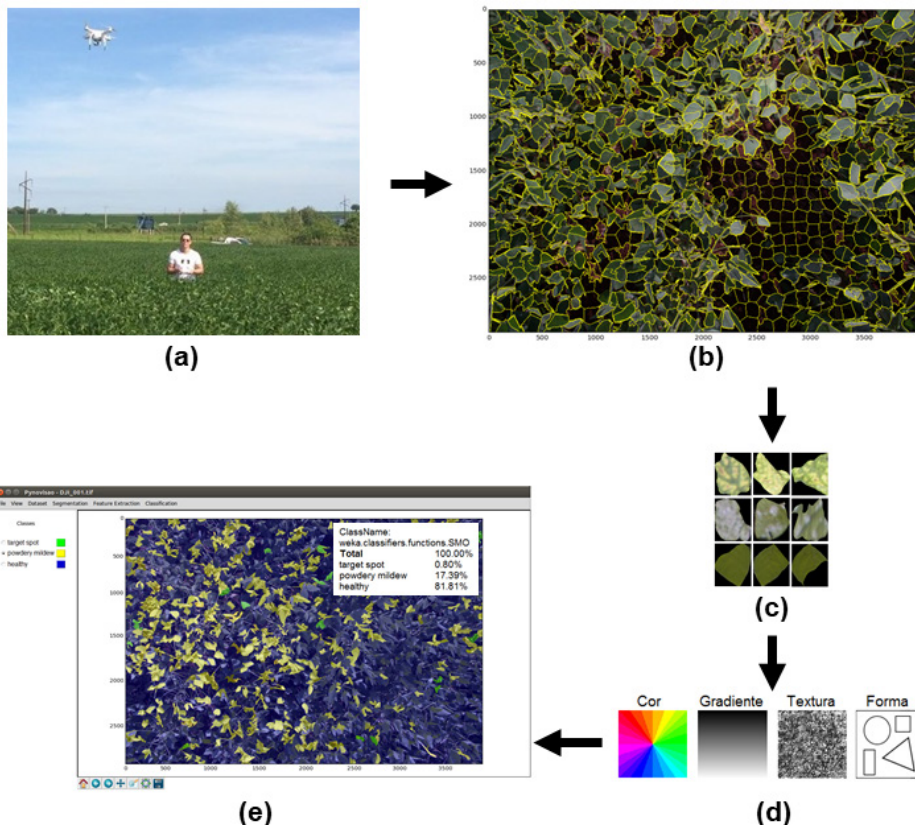 (a)
0
500
1000
1500
2000
2500
0 500 1000 1500 2000 2500 3000 3500
(b)
(c)
Cor Gradiente Textura Forma
(d)
Pynovisao - DJI_001.tif
File View Dataset Segmentation Feature Extraction Classification
Classes
target spot
powdery mildew
healthy
0
500
1000
1500
2000
2500
0 500 1000 1500 2000 2500 3000 3500
ClassName:
weka.classifiers.functions.SMO
Total 100.00%
target spot 0.80%
powdery mildew 17.39%
healthy 81.81%
(e)